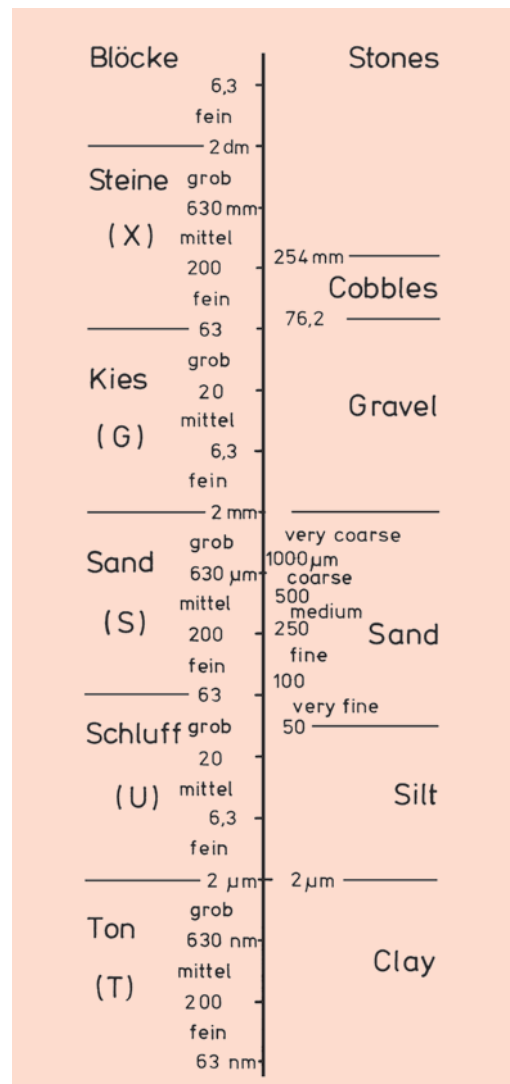 Blöcke Stones
6,3
fein
2 dm
Steine grob
630 mm
(X) mittel
254 mm
200
Cobbles
fein
76,2
63
grob
Kies
20
Gravel
mittel
(G)
6,3
fein
2 mm
very coarse
grob
1000 µm
Sand
630 µm coarse
500
mittel medium
(S)
200 250 Sand
fine
fein
100
63
very fine
Schluff grob 50
20
mittel Silt
(U)
6,3
fein
2 µm 2 µm
grob
Ton
630 nm
Clay
mittel
(T)
200
fein
63 nm